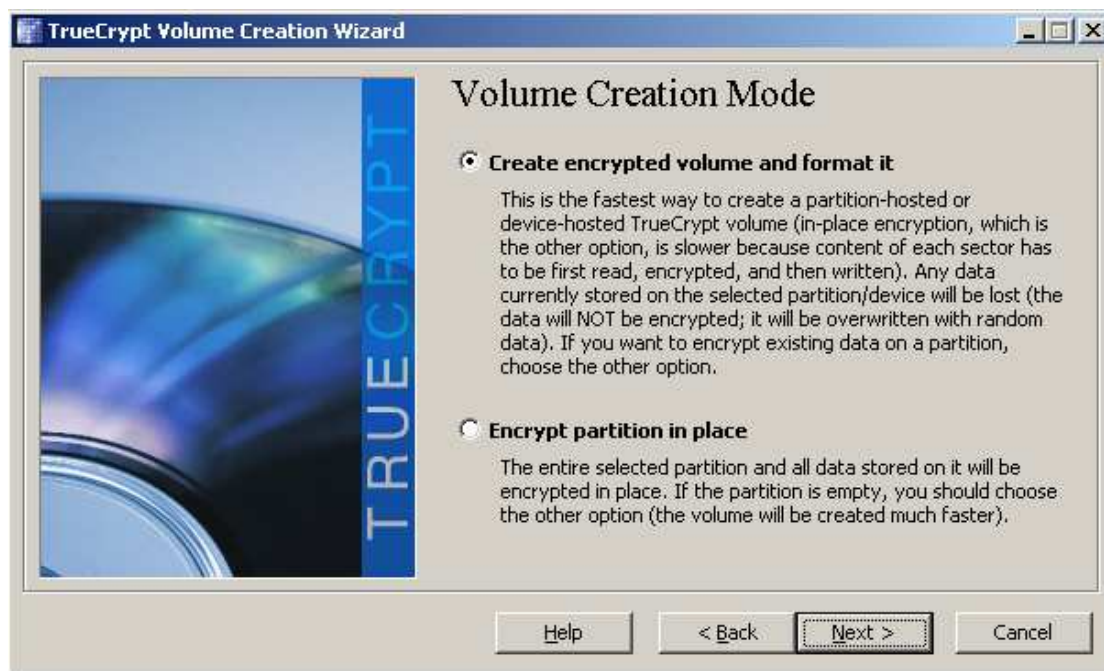 TrueCrypt Volume Creation Wizard
TRUECRYPT
Volume Creation Mode
Create encrypted volume and format it
This is the fastest way to create a partition-hosted or
device-hosted TrueCrypt volume (in-place encryption, which is
the other option, is slower because content of each sector has
to be first read, encrypted, and then written). Any data
currently stored on the selected partition/device will be lost (the
data will NOT be encrypted; it will be overwritten with random
data). If you want to encrypt existing data on a partition,
choose the other option.
Encrypt partition in place
The entire selected partition and all data stored on it will be
encrypted in place. If the partition is empty, you should choose
the other option (the volume will be created much faster).
Help < Back Next > Cancel